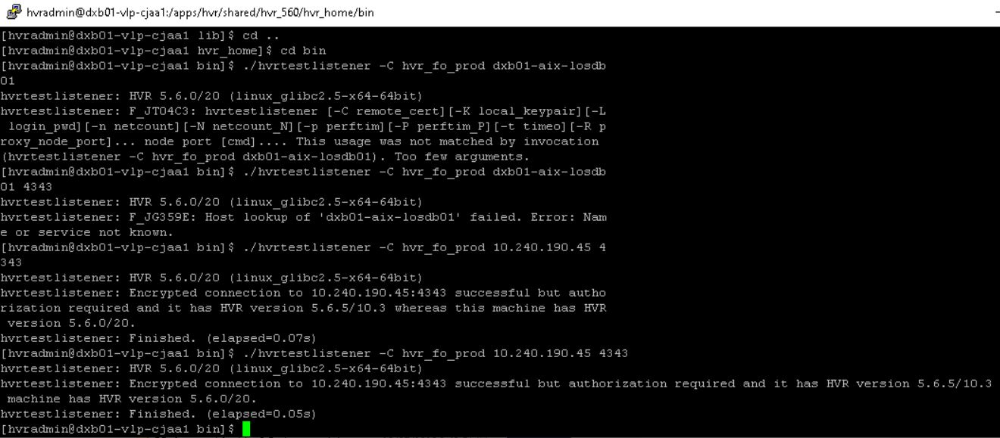 hvradmin@dxb01-vlp-cjaa1:/apps/hvr/shared/hvr_560/hvr_home/bin
[hvradmin@dxb01-vlp-cjaa1 lib]$ cd ..
[hvradmin@dxb01-vlp-cjaa1 hvr_home]$ cd bin
[hvradmin@dxb01-vlp-cjaa1 bin]$ ./hvrtestlistener -C hvr_fo_prod dxb01-aix-losdb
01
hvrtestlistener: HVR 5.6.0/20 (linux_glibc2.5-x64-64bit)
hvrtestlistener: F_JT04C3: hvrtestlistener [-C remote_cert][-K local_keypair][-L
 login_pwd][-n netcount][-N netcount_N][-p perftim][-P perftim_P][-t timeo][-R p
roxy_node_port]... node port [cmd].... This usage was not matched by invocation
(hvrtestlistener -C hvr_fo_prod dxb01-aix-losdb01). Too few arguments.
[hvradmin@dxb01-vlp-cjaa1 bin]$ ./hvrtestlistener -C hvr_fo_prod dxb01-aix-losdb
01 4343
hvrtestlistener: HVR 5.6.0/20 (linux_glibc2.5-x64-64bit)
hvrtestlistener: F_JG359E: Host lookup of 'dxb01-aix-losdb01' failed. Error: Nam
e or service not known.
[hvradmin@dxb01-vlp-cjaa1 bin]$ ./hvrtestlistener -C hvr_fo_prod 10.240.190.45 4
343
hvrtestlistener: HVR 5.6.0/20 (linux_glibc2.5-x64-64bit)
hvrtestlistener: Encrypted connection to 10.240.190.45:4343 successful but autho
rization required and it has HVR version 5.6.5/10.3 whereas this machine has HVR
 version 5.6.0/20.
hvrtestlistener: Finished. (elapsed=0.07s)
[hvradmin@dxb01-vlp-cjaa1 bin]$ ./hvrtestlistener -C hvr_fo_prod 10.240.190.45 4343
hvrtestlistener: HVR 5.6.0/20 (linux_glibc2.5-x64-64bit)
hvrtestlistener: Encrypted connection to 10.240.190.45:4343 successful but authorization required and it has HVR version 5.6.5/10.3
 machine has HVR version 5.6.0/20.
hvrtestlistener: Finished. (elapsed=0.05s)
[hvradmin@dxb01-vlp-cjaa1 bin]$